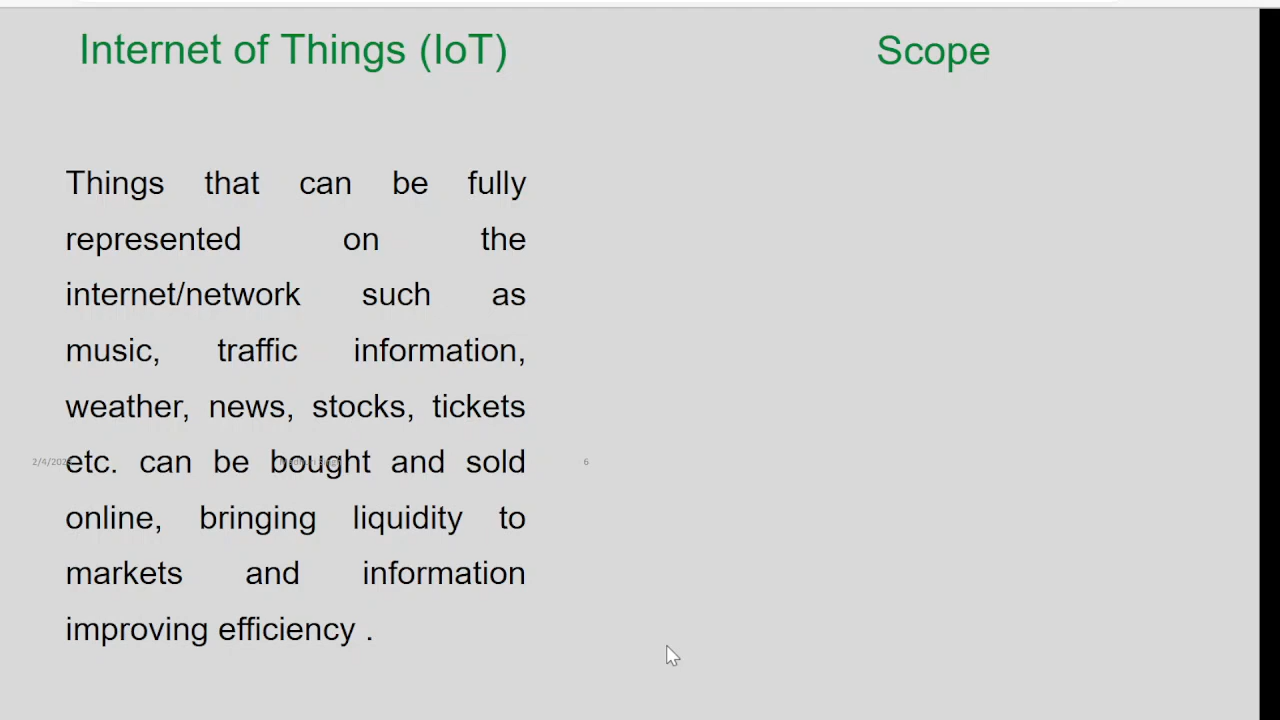 Internet of Things (IoT)
Scope
Things that can be fully
represented on the
internet/network such as
music, traffic information,
weather, news, stocks, tickets
etc. can be bought and sold
online, bringing liquidity to
markets and information
improving efficiency .
6